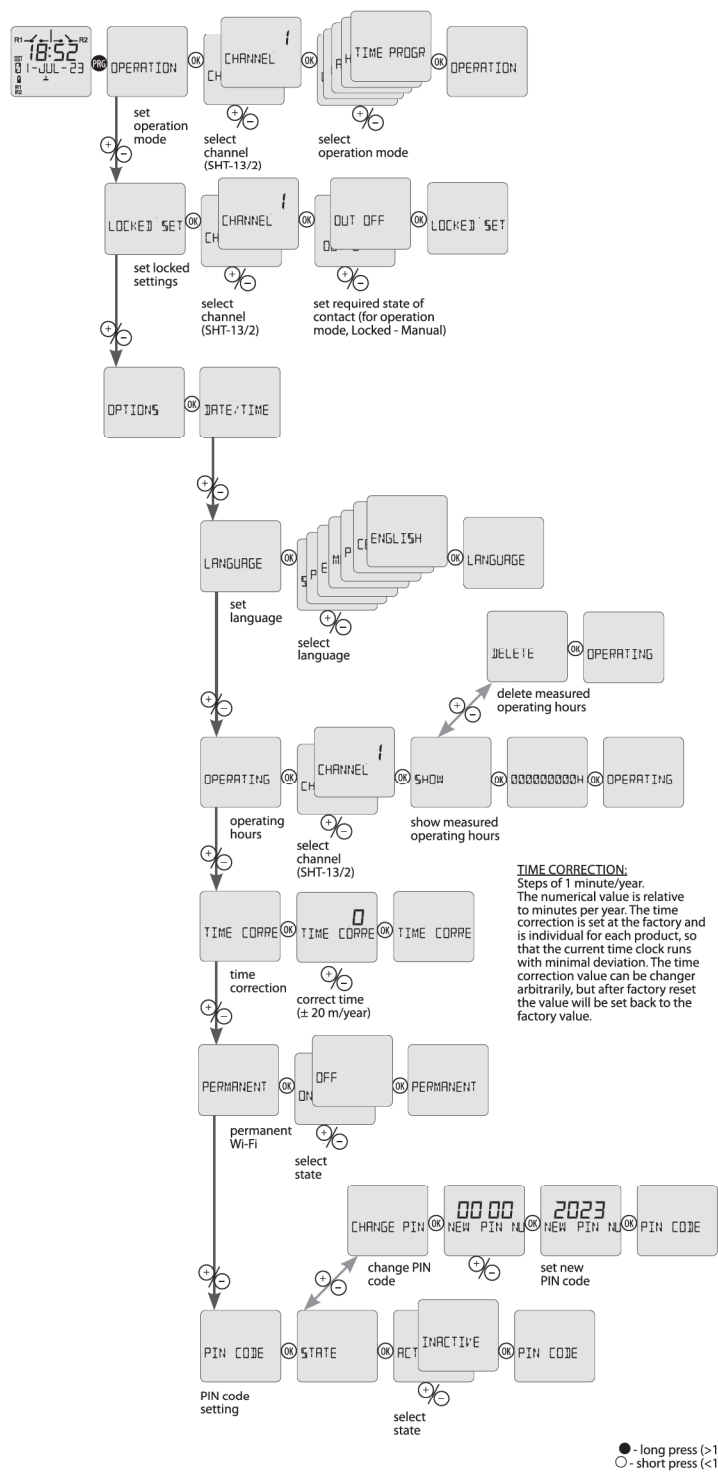 R1 R2
18:52
DST
1-JUL-23
R1
R2
PRG
OPERATION
OK
CH
CHANNEL 1
OK
H TIME PROGR
OK
OPERATION
set
operation
mode
+/-
select
channel
(SHT-13/2)
+/-
select
operation mode
+/-
LOCKED SET
OK
CH
CHANNEL 1
OK
OUT OFF
OK
LOCKED SET
set locked
settings
+/-
select
channel
(SHT-13/2)
+/-
set required state of
contact (for operation
mode, Locked - Manual)
+/-
OPTIONS
OK
DATE/TIME
+/-
LANGUAGE
OK
S P E M P CE ENGLISH
OK
LANGUAGE
set
language
+/-
select
language
DELETE
OK
OPERATING
delete measured
operating hours
+/-
+/-
OPERATING
OK
CH
CHANNEL 1
OK
SHOW
OK
000000000H
OK
OPERATING
operating
hours
+/-
select
channel
(SHT-13/2)
show measured
operating hours
+/-
TIME CORRECTION:
Steps of 1 minute/year.
The numerical value is relative
to minutes per year. The time
correction is set at the factory and
is individual for each product, so
that the current time clock runs
with minimal deviation. The time
correction value can be changer
arbitrarily, but after factory reset
the value will be set back to the
factory value.
TIME CORRE
OK
0
TIME CORRE
OK
TIME CORRE
time
correction
+/-
correct time
(± 20 m/year)
+/-
PERMANENT
OK
ON
OFF
OK
PERMANENT
permanent
Wi-Fi
+/-
select
state
CHANGE PIN
OK
00 00
NEW PIN NU
OK
2023
NEW PIN NU
OK
PIN CODE
change PIN
code
+/-
set new
PIN code
+/-
+/-
PIN CODE
OK
STATE
OK
ACT
INACTIVE
OK
PIN CODE
PIN code
setting
+/-
select
state
- long press (>1
- short press (<1